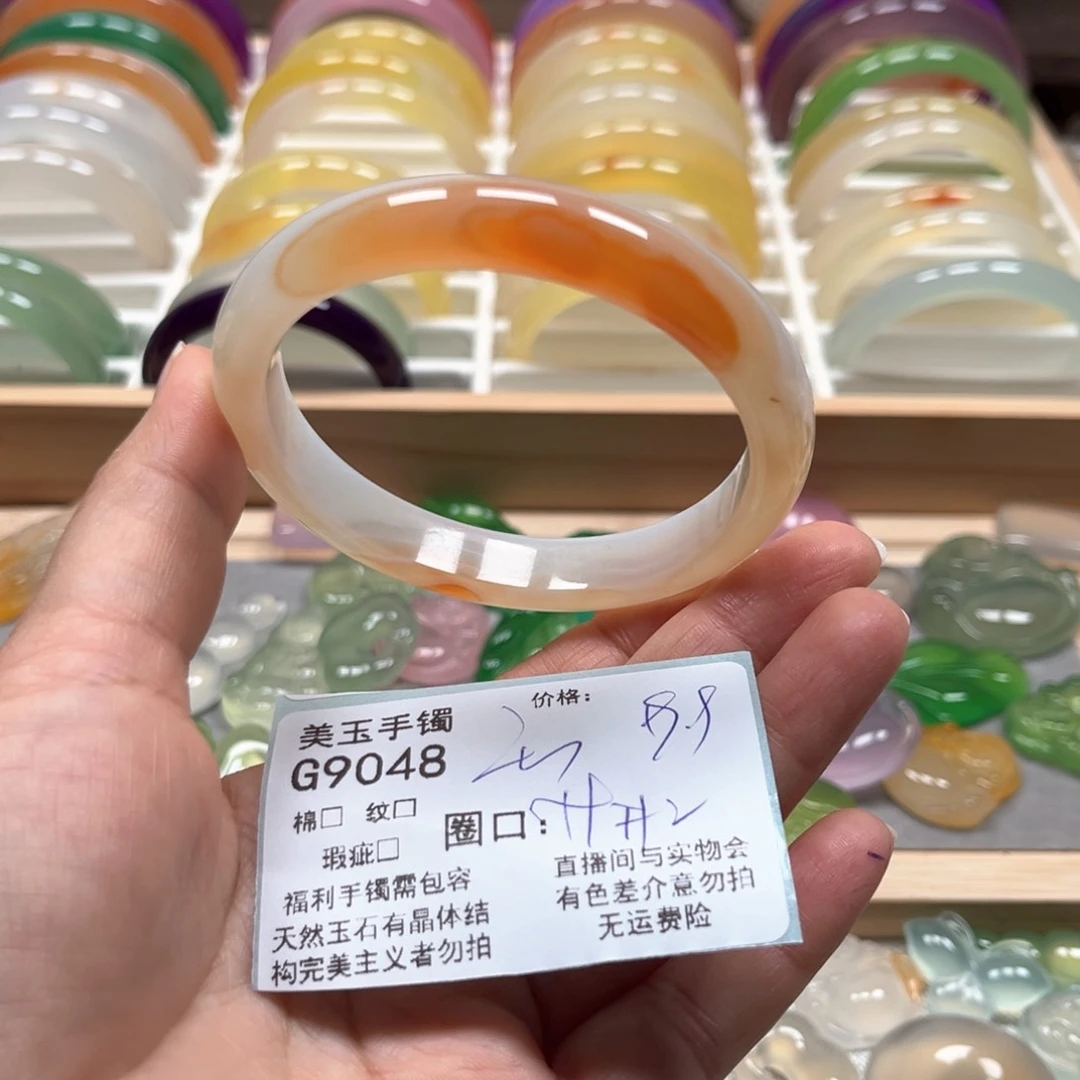 价格:
美玉手镯
G9048
棉□ 纹□
圈口:
瑕疵□
福利手镯需包容
天然玉石有晶体结
构完美主义者勿拍
直播间与实物会
有色差介意勿拍
无运费险